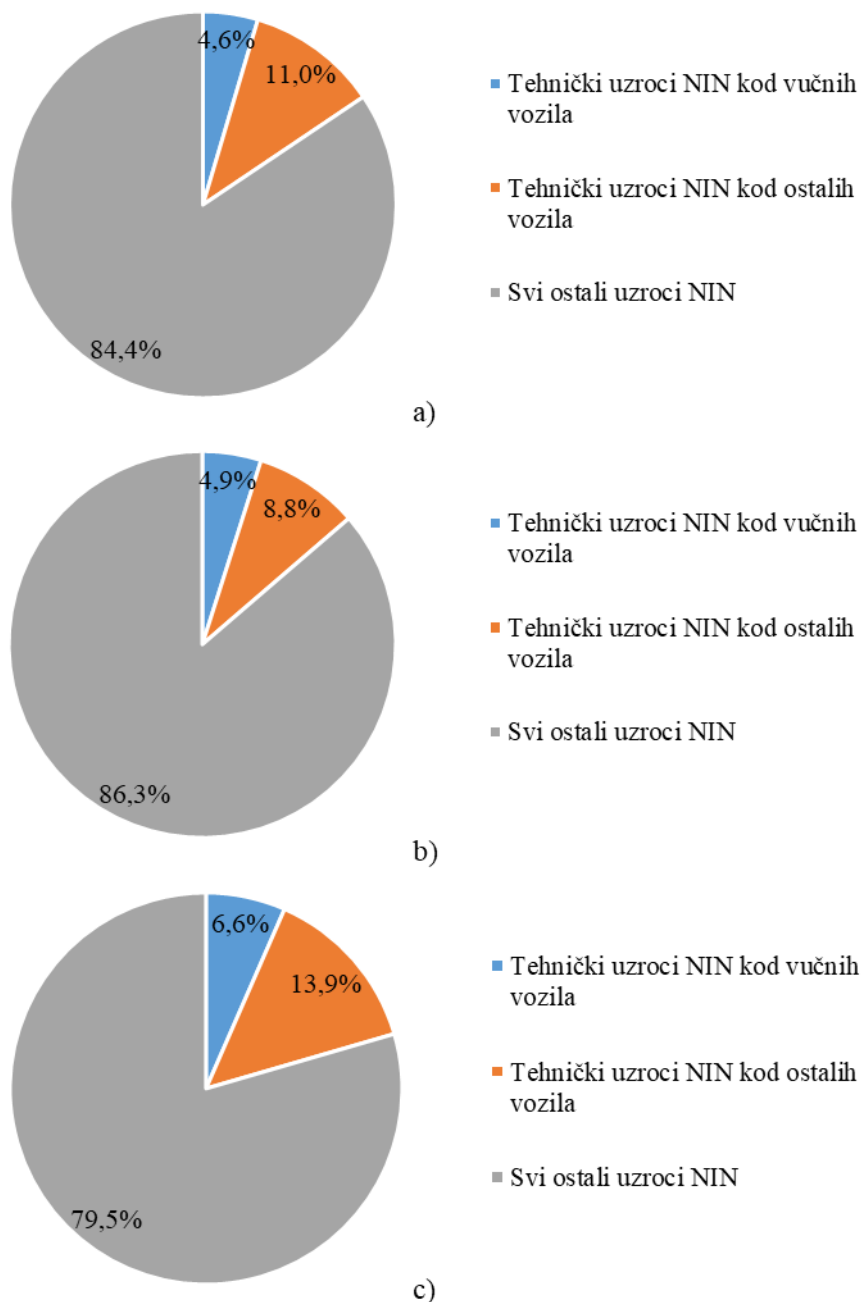 4,6%
11,0%
84,4%
Tehnički uzroci NIN kod vučnih
vozila
Tehnički uzroci NIN kod ostalih
vozila
Svi ostali uzroci NIN
a)
4,9%
8,8%
86,3%
Tehnički uzroci NIN kod vučnih
vozila
Tehnički uzroci NIN kod ostalih
vozila
Svi ostali uzroci NIN
b)
6,6%
13,9%
79,5%
Tehnički uzroci NIN kod vučnih
vozila
Tehnički uzroci NIN kod ostalih
vozila
Svi ostali uzroci NIN
c)